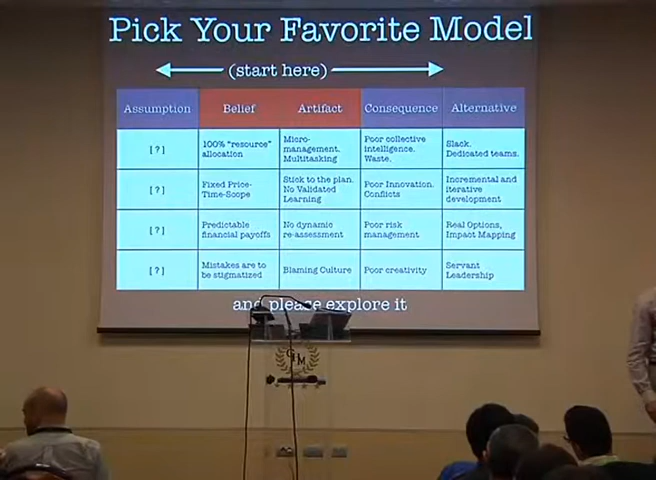 Pick Your Favorite Model
(start here)
Assumption Belief Artifact Consequence Alternative
[?] 100% "resource" allocation Micro-management. Multitasking Poor collective intelligence. Waste. Slack. Dedicated teams.
[?] Fixed Price-Time-Scope Stick to the plan. No Validated Learning Poor Innovation. Conflicts Incremental and iterative development
[?] Predictable financial payoffs No dynamic re-assessment Poor risk management Real Options, Impact Mapping
[?] Mistakes are to be stigmatized Blaming Culture Poor creativity Servant Leadership
and please explore it
GHM